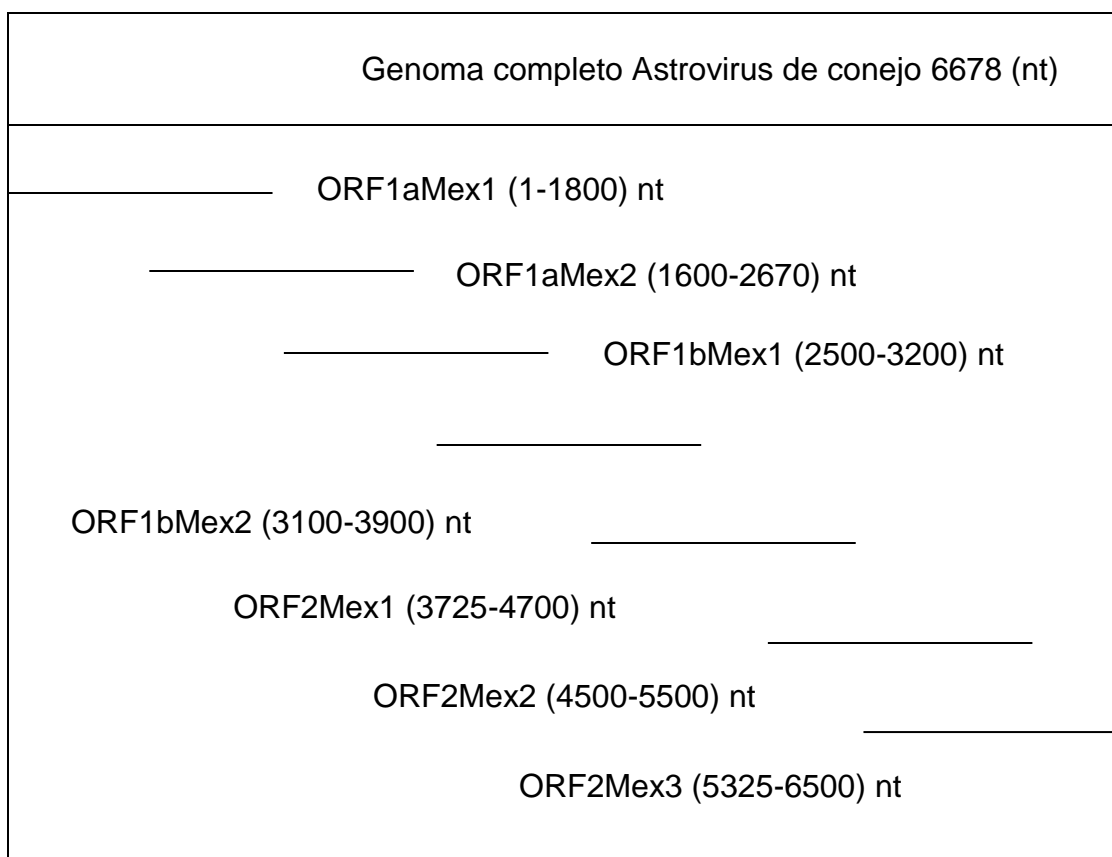 Genoma completo Astrovirus de conejo 6678 (nt)
ORF1aMex1 (1-1800) nt
ORF1aMex2 (1600-2670) nt
ORF1bMex1 (2500-3200) nt
ORF1bMex2 (3100-3900) nt
ORF2Mex1 (3725-4700) nt
ORF2Mex2 (4500-5500) nt
ORF2Mex3 (5325-6500) nt